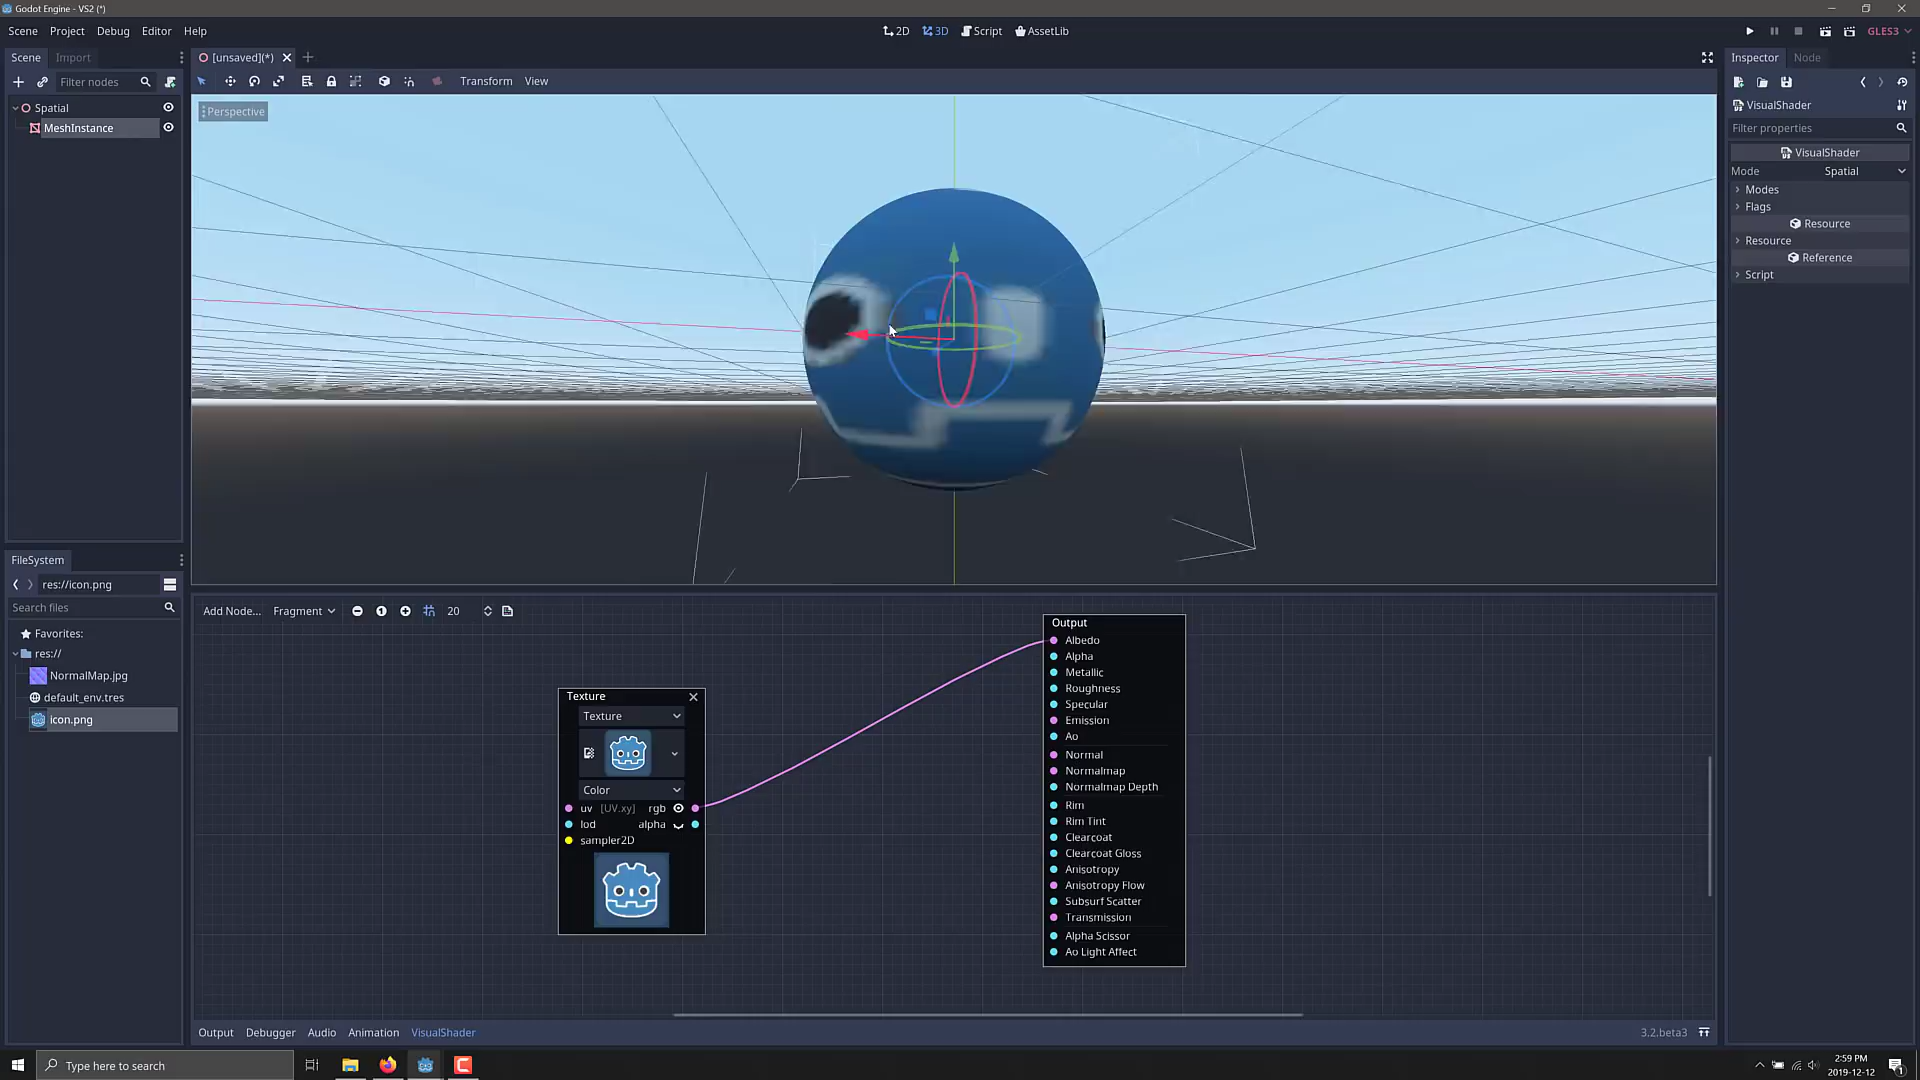 Godot Engine - VS2 (*)
Scene Project Debug Editor Help
2D 3D Script AssetLib
GLES3
Scene Import
[unsaved](*)
Inspector Node
Filter nodes
Transform View
Spatial
MeshInstance
Perspective
VisualShader
Filter properties
VisualShader
Mode Spatial
Modes
Flags
Resource
Resource
Reference
Script
FileSystem
res://icon.png
Search files
Favorites:
res://
NormalMap.jpg
default_env.tres
icon.png
Add Node... Fragment 20
Texture
Texture
Color
uv [UV.xy] rgb
lod alpha
sampler2D
Output
Albedo
Alpha
Metallic
Roughness
Specular
Emission
Ao
Normal
Normalmap
Normalmap Depth
Rim
Rim Tint
Clearcoat
Clearcoat Gloss
Anisotropy
Anisotropy Flow
Subsurf Scatter
Transmission
Alpha Scissor
Ao Light Affect
Output Debugger Audio Animation VisualShader
3.2.beta3
Type here to search
2:59 PM
2019-12-12
1